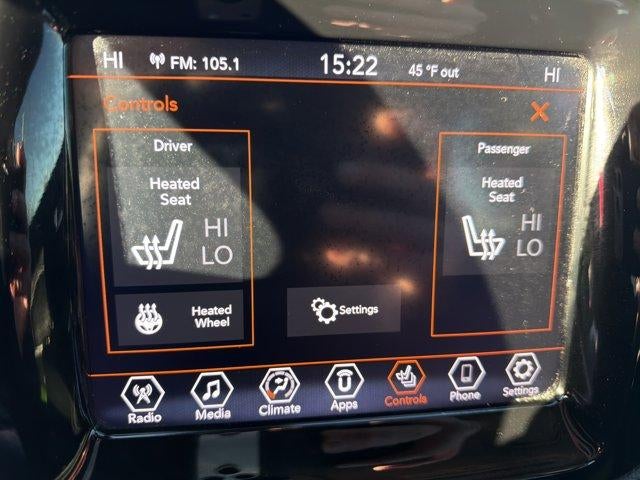 HI FM: 105.1 15:22 45 °F out HI
Controls
Driver
Heated
Seat
HI
LO
Heated
Wheel
Settings
Passenger
Heated
Seat
HI
LO
Radio Media Climate Apps Controls Phone Settings